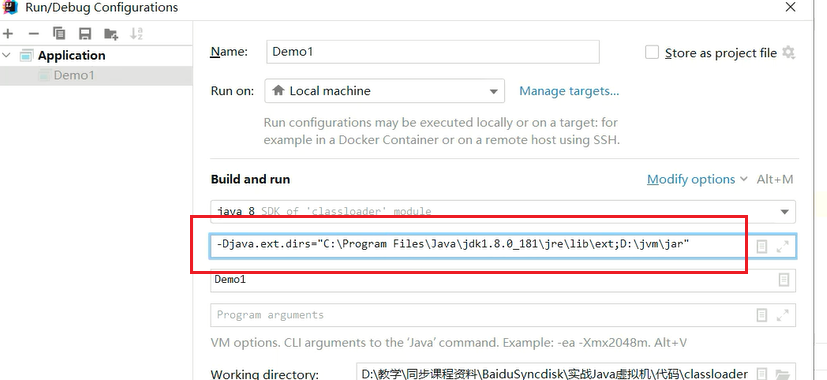 Run/Debug Configurations
Application
Demo1
Name: Demo1
Store as project file
Run on: Local machine
Manage targets...
Run configurations may be executed locally or on a target: for
example in a Docker Container or on a remote host using SSH.
Build and run
Modify options Alt+M
java 8 SDK of 'classloader' module
-Djava.ext.dirs="C:\Program Files\Java\jdk1.8.0_181\jre\lib\ext;D:\jvm\jar"
Demo1
Program arguments
VM options. CLI arguments to the 'Java' command. Example: -ea -Xmx2048m. Alt+V
Working directory: D:\教学\同步课程资料\BaiduSyncdisk\实战Java虚拟机\代码\classloader